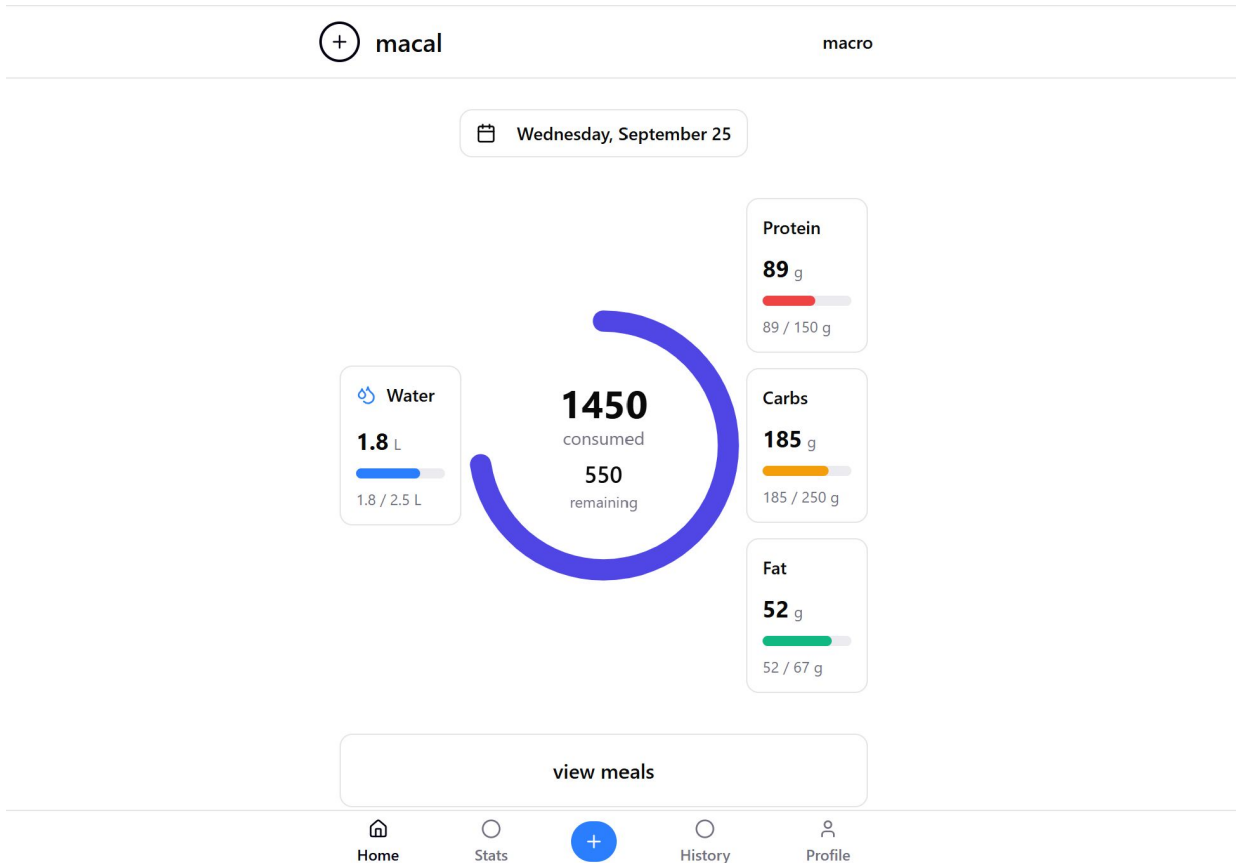 macal
macro
Wednesday, September 25
Protein
89 g
89 / 150 g
Water
1.8 L
1.8 / 2.5 L
1450
consumed
550
remaining
Carbs
185 g
185 / 250 g
Fat
52 g
52 / 67 g
view meals
Home
Stats
History
Profile